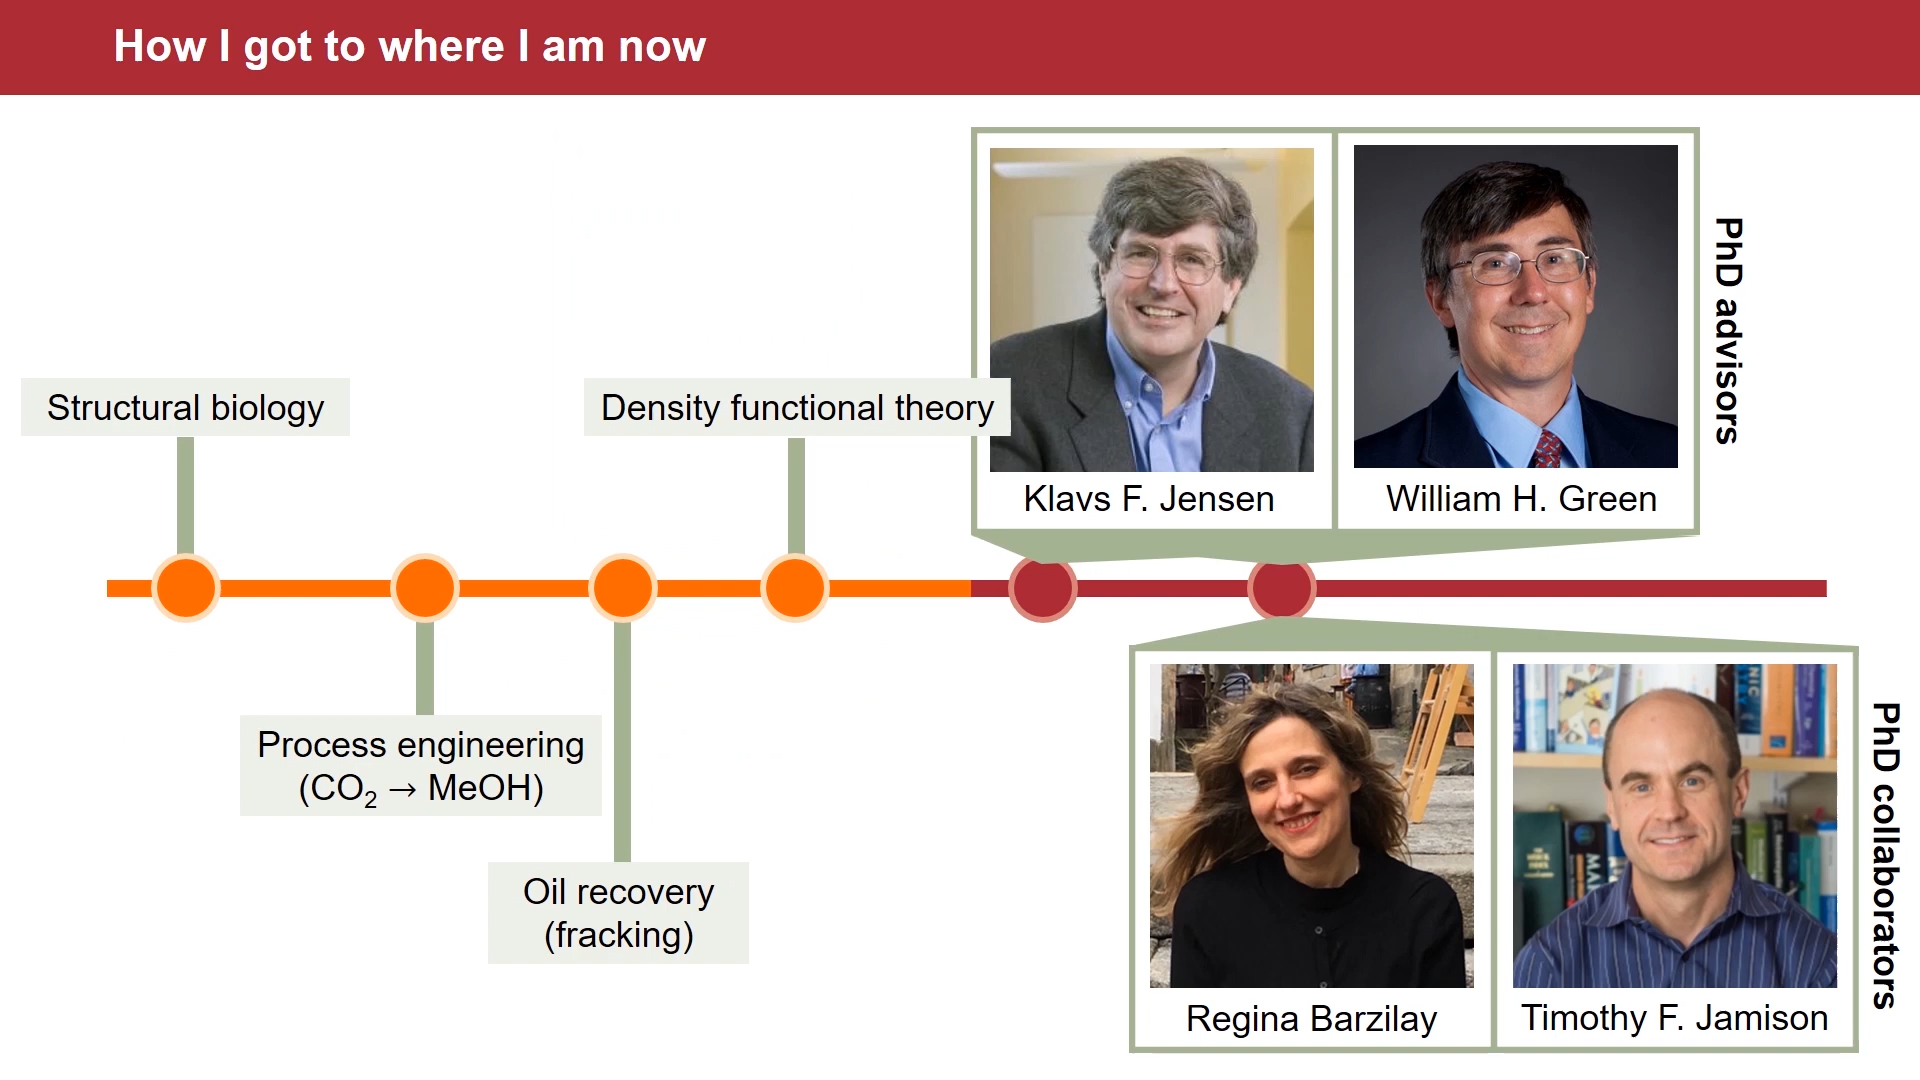 How I got to where I am now
Structural biology
Density functional theory
Klavs F. Jensen
William H. Green
PhD advisors
Process engineering
(CO₂ → MeOH)
Oil recovery
(fracking)
Regina Barzilay
Timothy F. Jamison
PhD collaborators